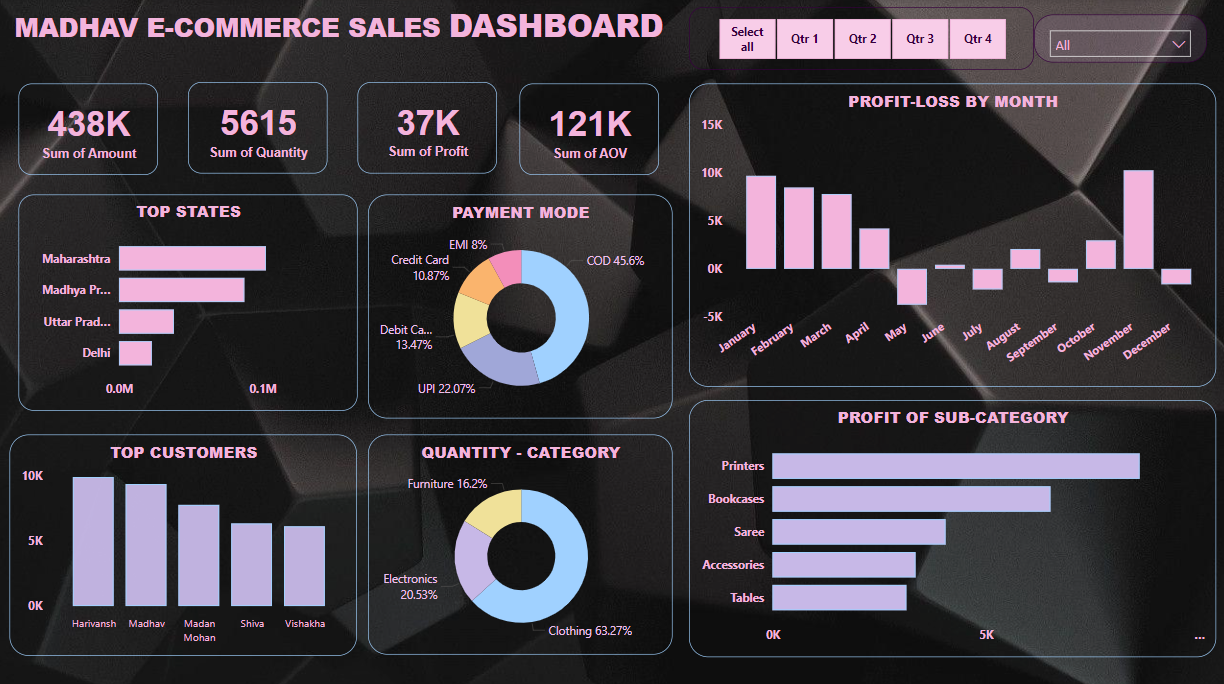 MADHAV E-COMMERCE SALES DASHBOARD
Select
all
Qtr 1
Qtr 2
Qtr 3
Qtr 4
All
438K
Sum of Amount
5615
Sum of Quantity
37K
Sum of Profit
121K
Sum of AOV
PROFIT-LOSS BY MONTH
15K
10K
5K
0K
-5K
January
February
March
April
May
June
July
August
September
October
November
December
TOP STATES
Maharashtra
Madhya Pr...
Uttar Prad...
Delhi
0.0M
0.1M
PAYMENT MODE
EMI 8%
Credit Card
10.87%
COD 45.6%
Debit Ca...
13.47%
UPI 22.07%
TOP CUSTOMERS
10K
5K
0K
Harivansh
Madhav
Madan
Mohan
Shiva
Vishakha
QUANTITY - CATEGORY
Furniture 16.2%
Electronics
20.53%
Clothing 63.27%
PROFIT OF SUB-CATEGORY
Printers
Bookcases
Saree
Accessories
Tables
0K
5K
...